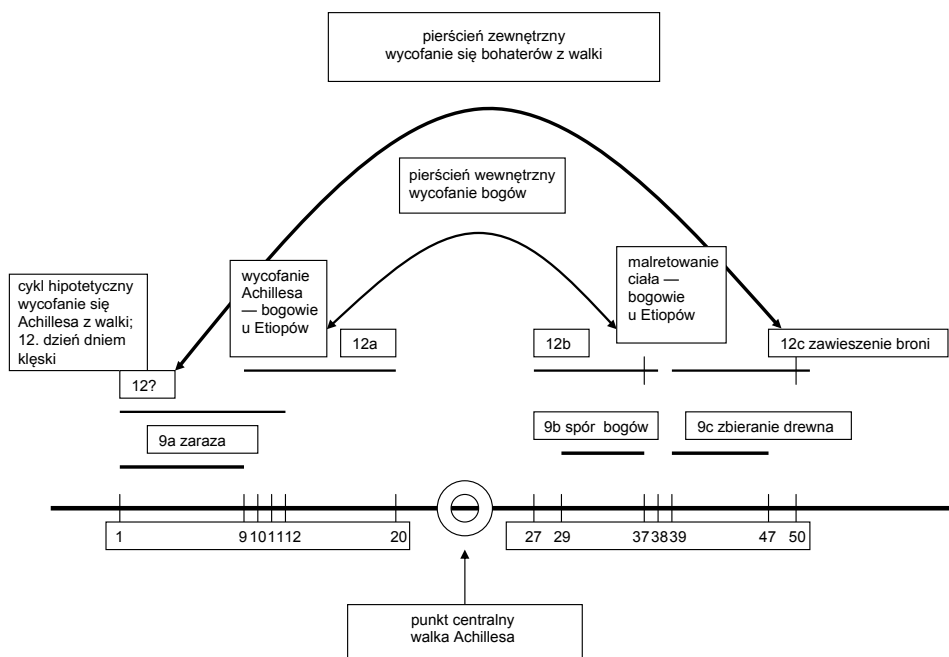 pierścień zewnętrzny
wycofanie się bohaterów z walki
pierścień wewnętrzny
wycofanie bogów
cykl hipotetyczny
wycofanie się
Achillesa z walki;
12. dzień dniem
klęski
wycofanie
Achillesa
— bogowie
u Etiopów
malretowanie
ciała —
bogowie
u Etiopów
12?
12a
12b
12c zawieszenie broni
9a zaraza
9b spór bogów
9c zbieranie drewna
1 9 10 11 12 20 27 29 37 38 39 47 50
punkt centralny
walka Achillesa